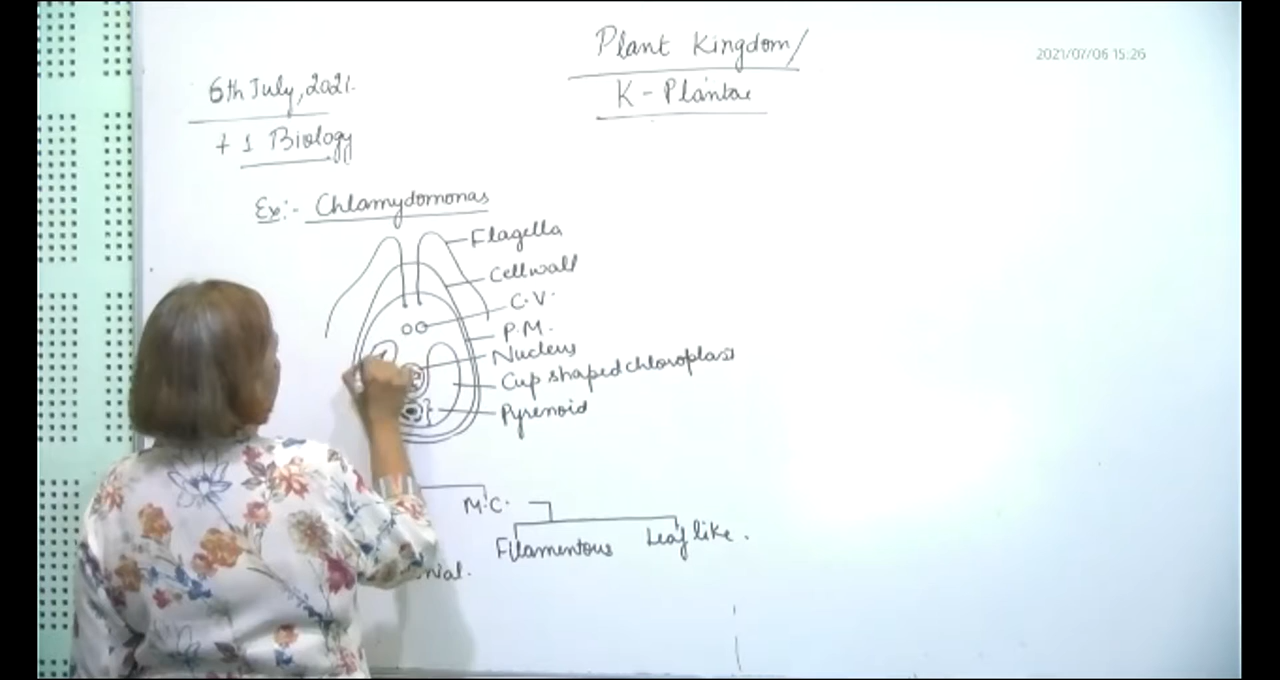 Plant Kingdom/
K - Plantae
2021/07/06 15:26
6th July, 2021.
+ 1 Biology
Ex:- Chlamydomonas
Flagella
Cellwall
C.V.
P.M.
Nucleus
Cup shaped chloroplast
Pyrenoid
M.C.
Filamentous
Leaf like.